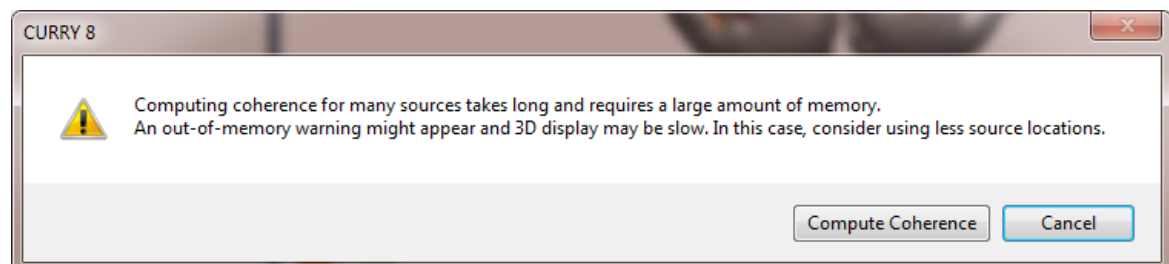 CURRY 8
Computing coherence for many sources takes long and requires a large amount of memory.
An out-of-memory warning might appear and 3D display may be slow. In this case, consider using less source locations.
Compute Coherence
Cancel